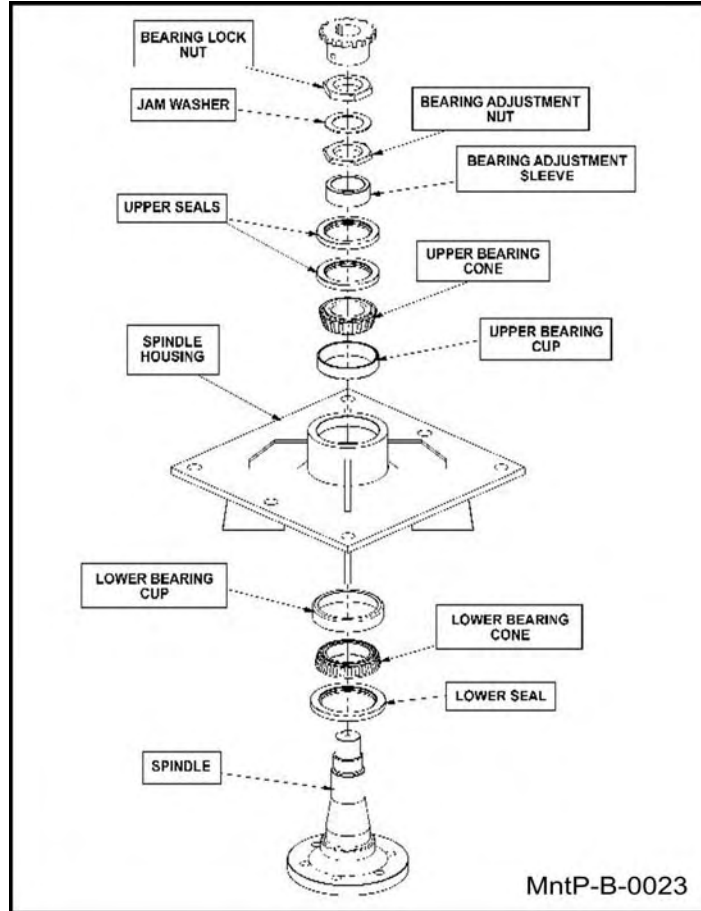 BEARING LOCK
NUT
JAM WASHER
BEARING ADJUSTMENT
NUT
BEARING ADJUSTMENT
SLEEVE
UPPER SEALS
UPPER BEARING
CONE
UPPER BEARING
CUP
SPINDLE
HOUSING
LOWER BEARING
CUP
LOWER BEARING
CONE
LOWER SEAL
SPINDLE
MntP-B-0023